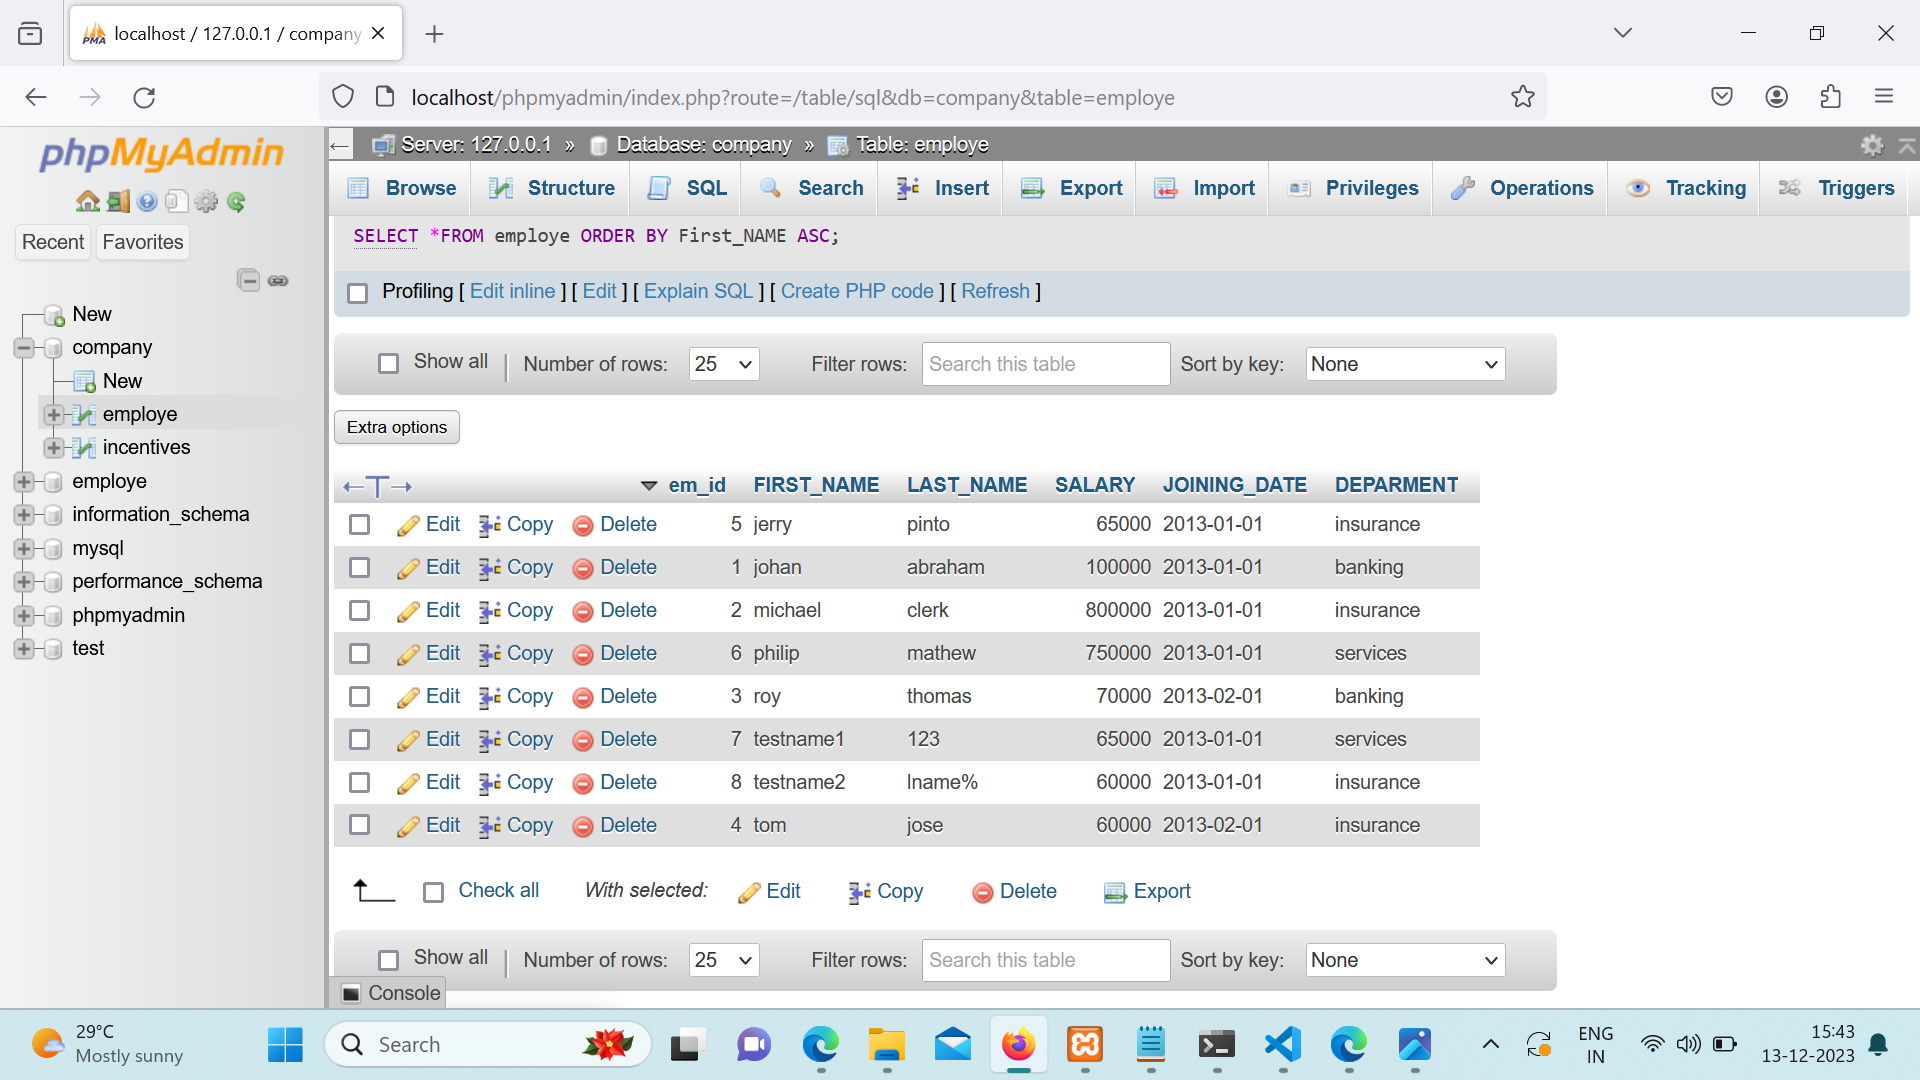 localhost / 127.0.0.1 / company
localhost/phpmyadmin/index.php?route=/table/sql&db=company&table=employe
phpMyAdmin
Recent Favorites
New
company
New
employe
incentives
employe
information_schema
mysql
performance_schema
phpmyadmin
test
Server: 127.0.0.1 » Database: company » Table: employe
Browse Structure SQL Search Insert Export Import Privileges Operations Tracking Triggers
SELECT *FROM employe ORDER BY First_NAME ASC;
Profiling [ Edit inline ] [ Edit ] [ Explain SQL ] [ Create PHP code ] [ Refresh ]
Show all | Number of rows: 25 Filter rows: Search this table Sort by key: None
Extra options
←T→ em_id FIRST_NAME LAST_NAME SALARY JOINING_DATE DEPARMENT
Edit Copy Delete 5 jerry pinto 65000 2013-01-01 insurance
Edit Copy Delete 1 johan abraham 100000 2013-01-01 banking
Edit Copy Delete 2 michael clerk 800000 2013-01-01 insurance
Edit Copy Delete 6 philip mathew 750000 2013-01-01 services
Edit Copy Delete 3 roy thomas 70000 2013-02-01 banking
Edit Copy Delete 7 testname1 123 65000 2013-01-01 services
Edit Copy Delete 8 testname2 lname% 60000 2013-01-01 insurance
Edit Copy Delete 4 tom jose 60000 2013-02-01 insurance
Check all With selected: Edit Copy Delete Export
Show all | Number of rows: 25 Filter rows: Search this table Sort by key: None
Console
29°C
Mostly sunny
Search
ENG
IN
15:43
13-12-2023